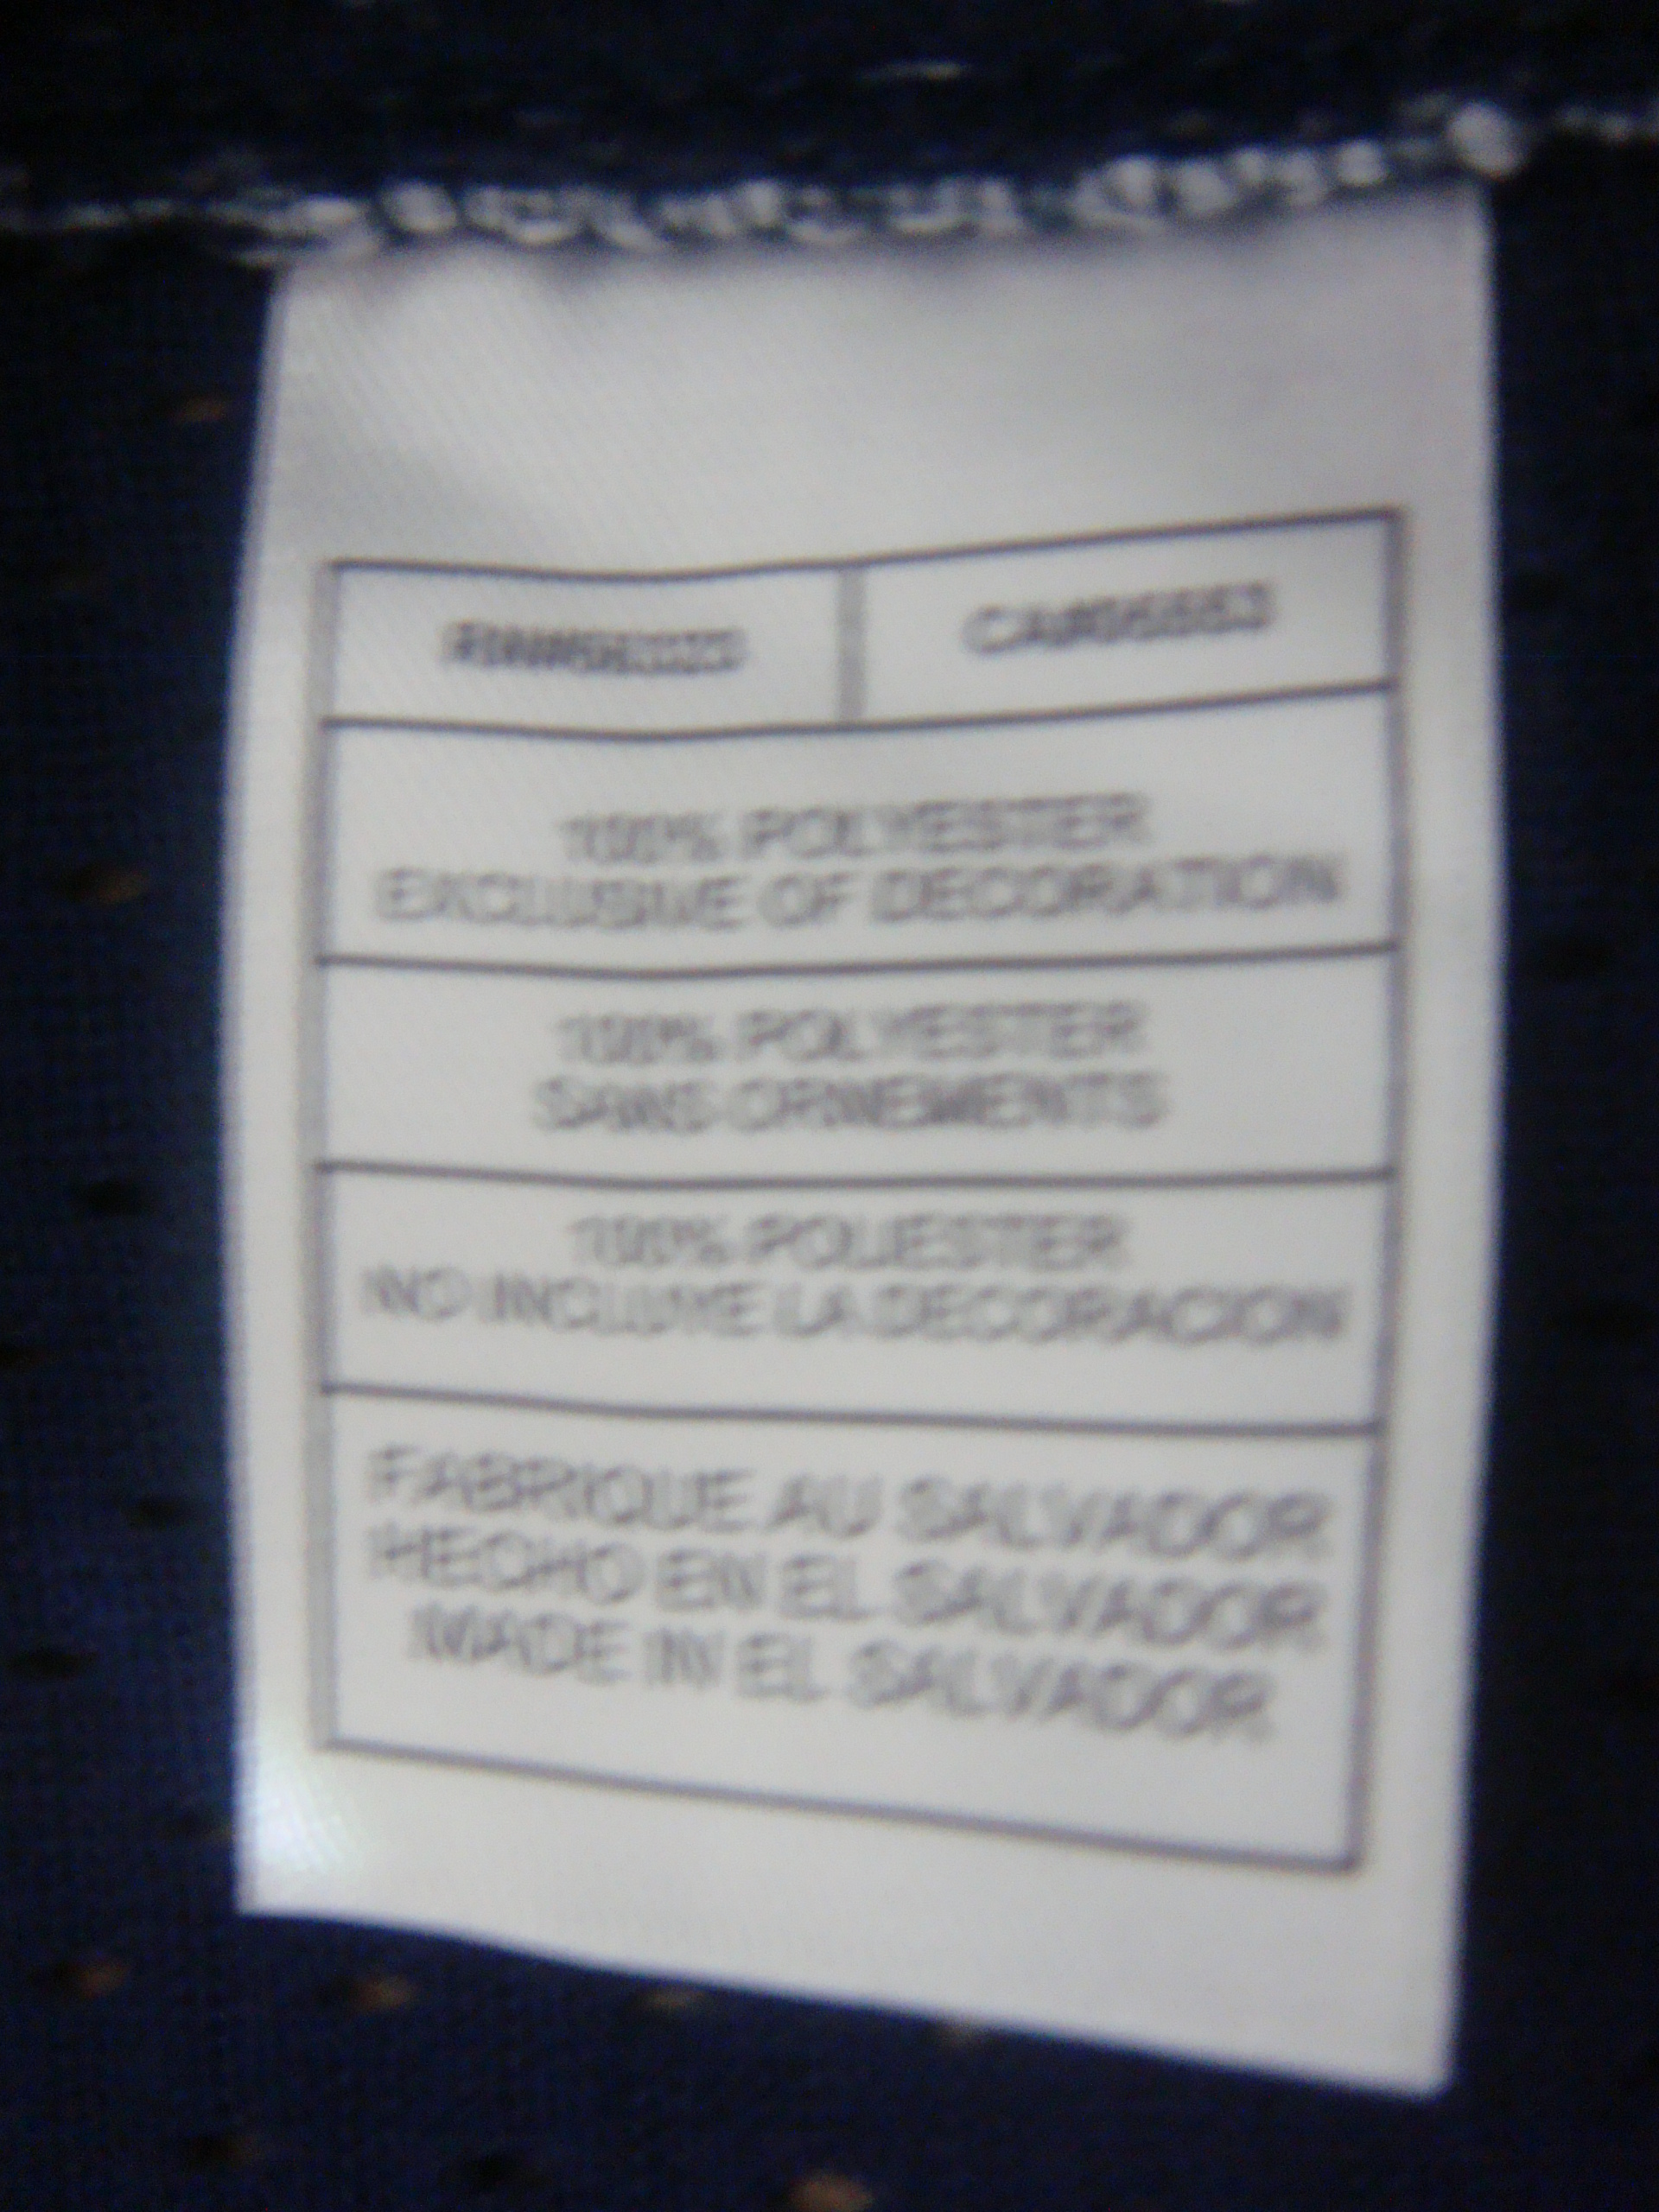 100% POLYESTER
EXCLUSIVE OF DECORATION
100% POLYESTER
SANS ORNEMENTS
100% POLIESTER
NO INCLUYE LA DECORACION
FABRIQUE AU SALVADOR
HECHO EN EL SALVADOR
MADE IN EL SALVADOR